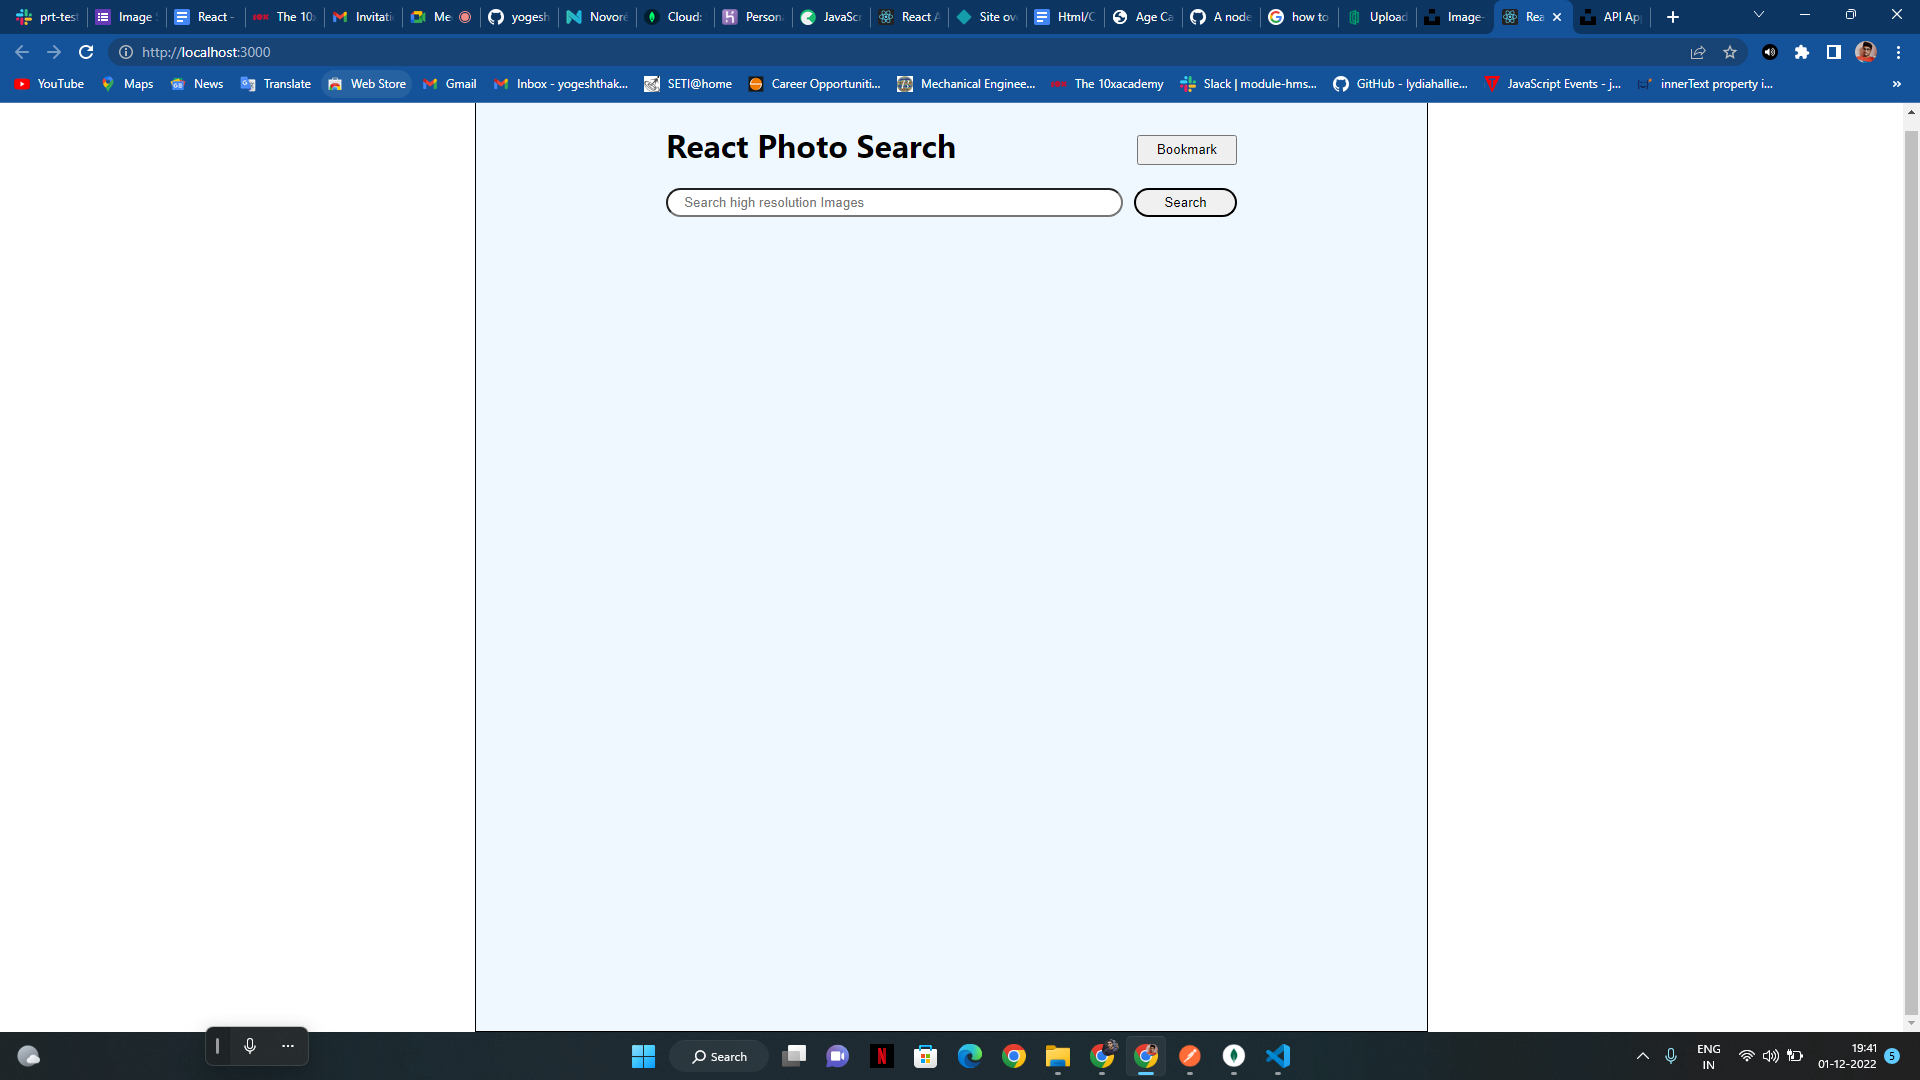 prt-test
Image
React -
The 10
Invitati
Me
yogesh
Novor
Cloud:
Person
JavaScr
React A
Site ov
Html/C
Age Ca
A node
how to
Upload
Image-
Rea
API Ap
http://localhost:3000
YouTube
Maps
News
Translate
Web Store
Gmail
Inbox - yogeshthak...
SETI@home
Career Opportuniti...
Mechanical Enginee...
The 10xacademy
Slack | module-hms...
GitHub - lydiahallie...
JavaScript Events - j...
innerText property i...
»
React Photo Search
Bookmark
Search high resolution Images
Search
Search
ENG
IN
19:41
01-12-2022
5